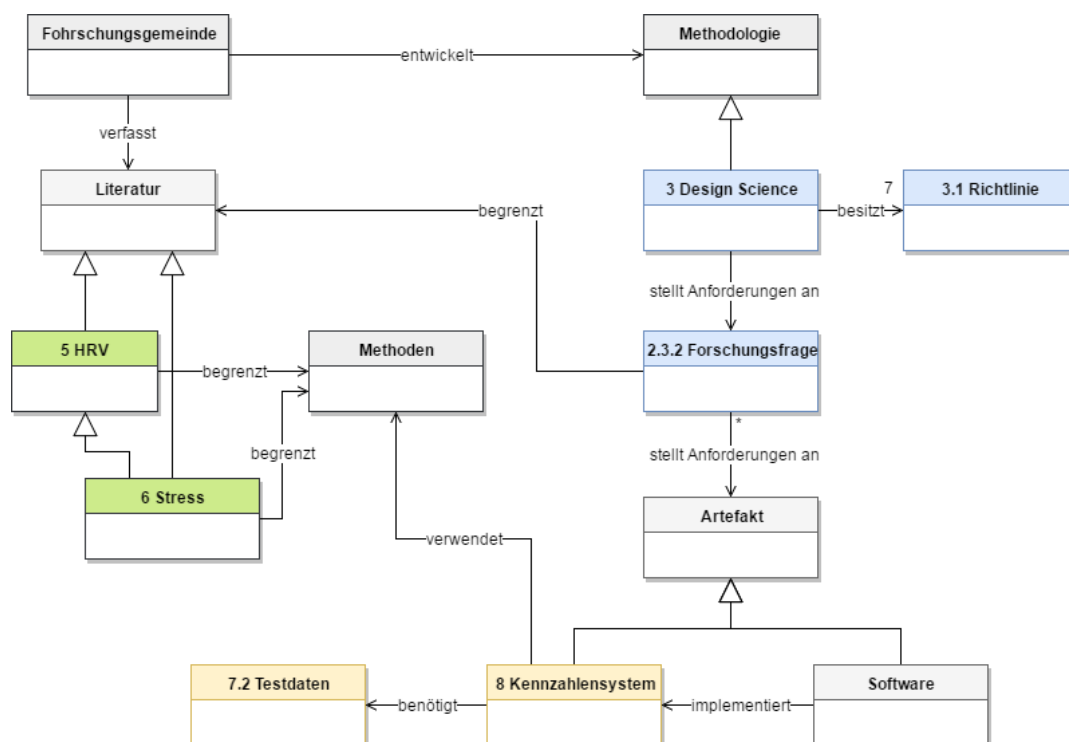 Fohrschungsgemeinde
Methodologie
entwickelt
verfasst
Literatur
3 Design Science
7
3.1 Richtlinie
begrenzt
besitzt
stellt Anforderungen an
5 HRV
Methoden
2.3.2 Forschungsfrage
begrenzt
*
begrenzt
stellt Anforderungen an
6 Stress
Artefakt
verwendet
7.2 Testdaten
8 Kennzahlensystem
Software
benötigt
implementiert